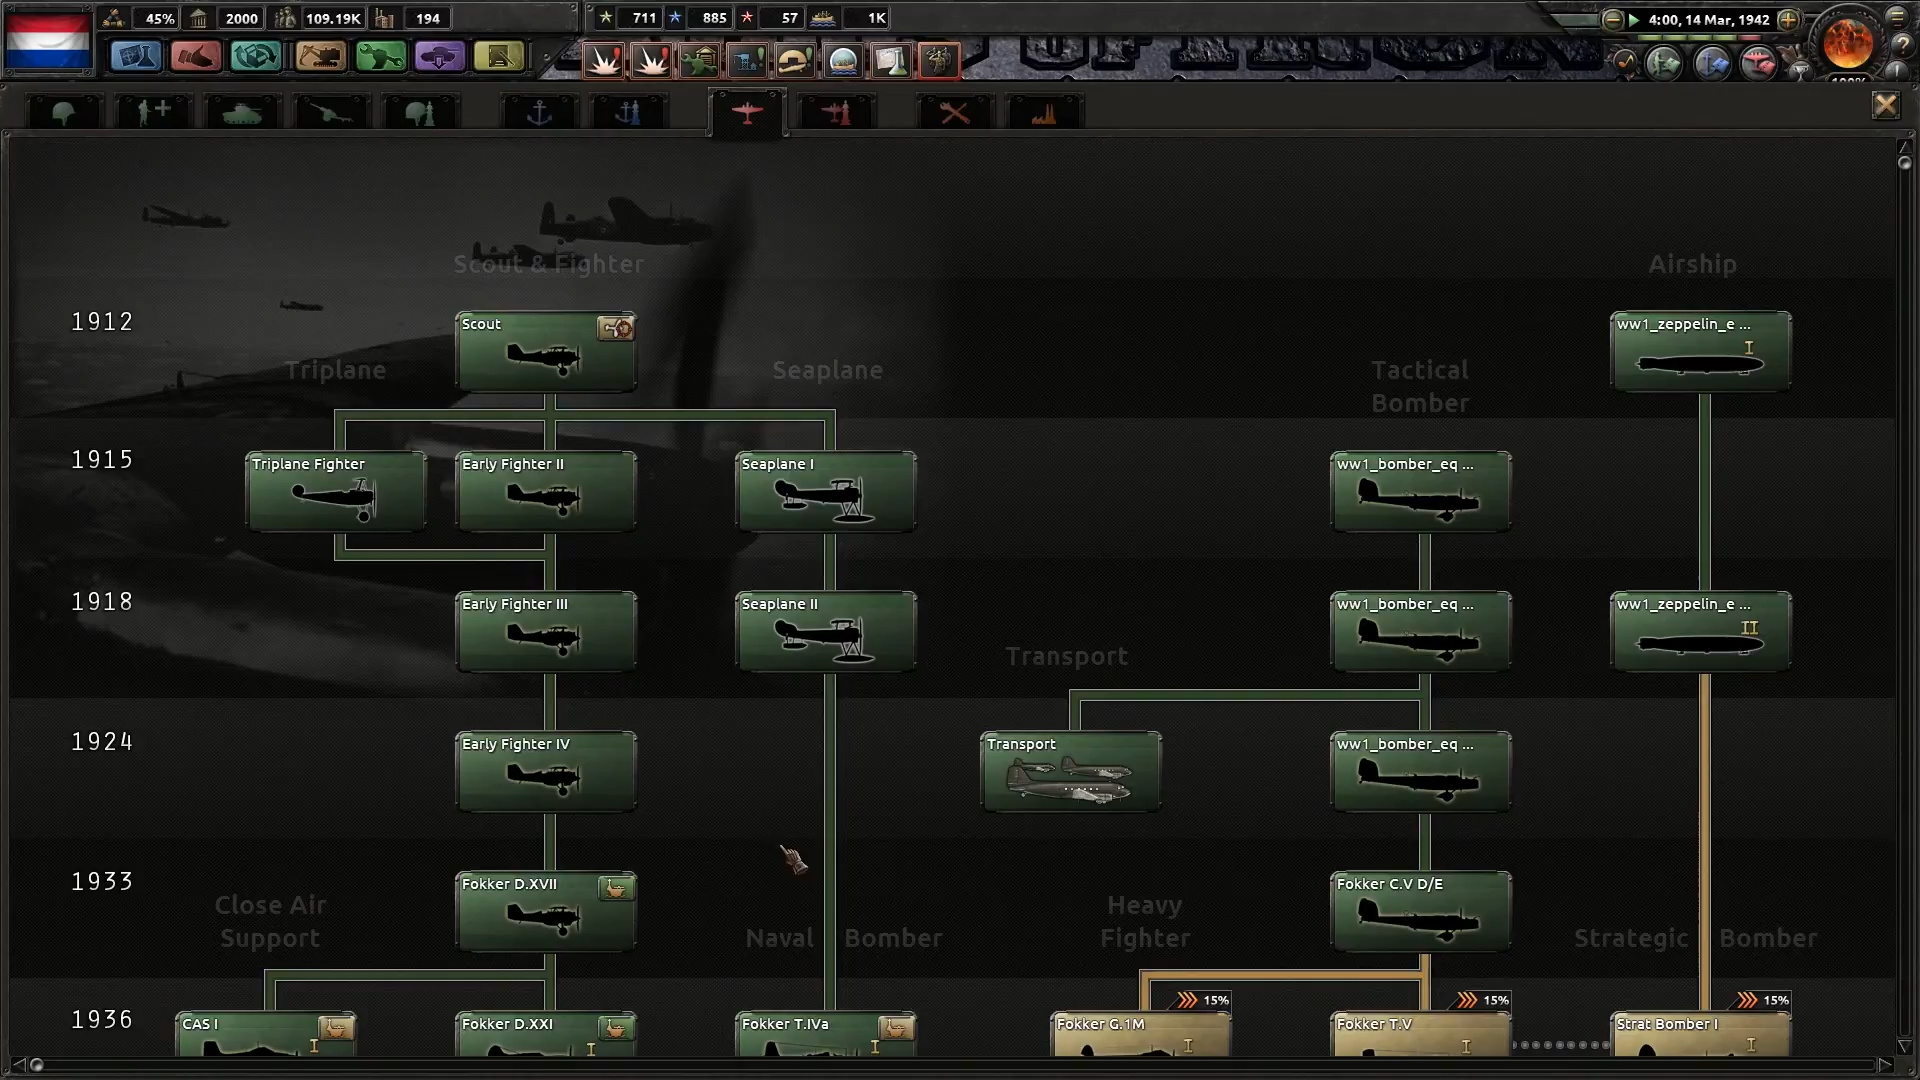 45%
2000
109.19K
194
711
885
57
1K
4:00, 14 Mar, 1942
100%
Scout & Fighter
Airship
1912
Scout
ww1_zeppelin_e ...
I
Triplane
Seaplane
Tactical
Bomber
1915
Triplane Fighter
Early Fighter II
Seaplane I
ww1_bomber_eq ...
1918
Early Fighter III
Seaplane II
ww1_bomber_eq ...
ww1_zeppelin_e ...
II
Transport
1924
Early Fighter IV
Transport
ww1_bomber_eq ...
1933
Fokker D.XVII
Fokker C.V D/E
Close Air
Support
Naval Bomber
Heavy
Fighter
Strategic Bomber
15%
15%
15%
1936
CAS I
I
Fokker D.XXI
I
Fokker T.IVa
I
Fokker G.1M
I
Fokker T.V
I
Strat Bomber I
I